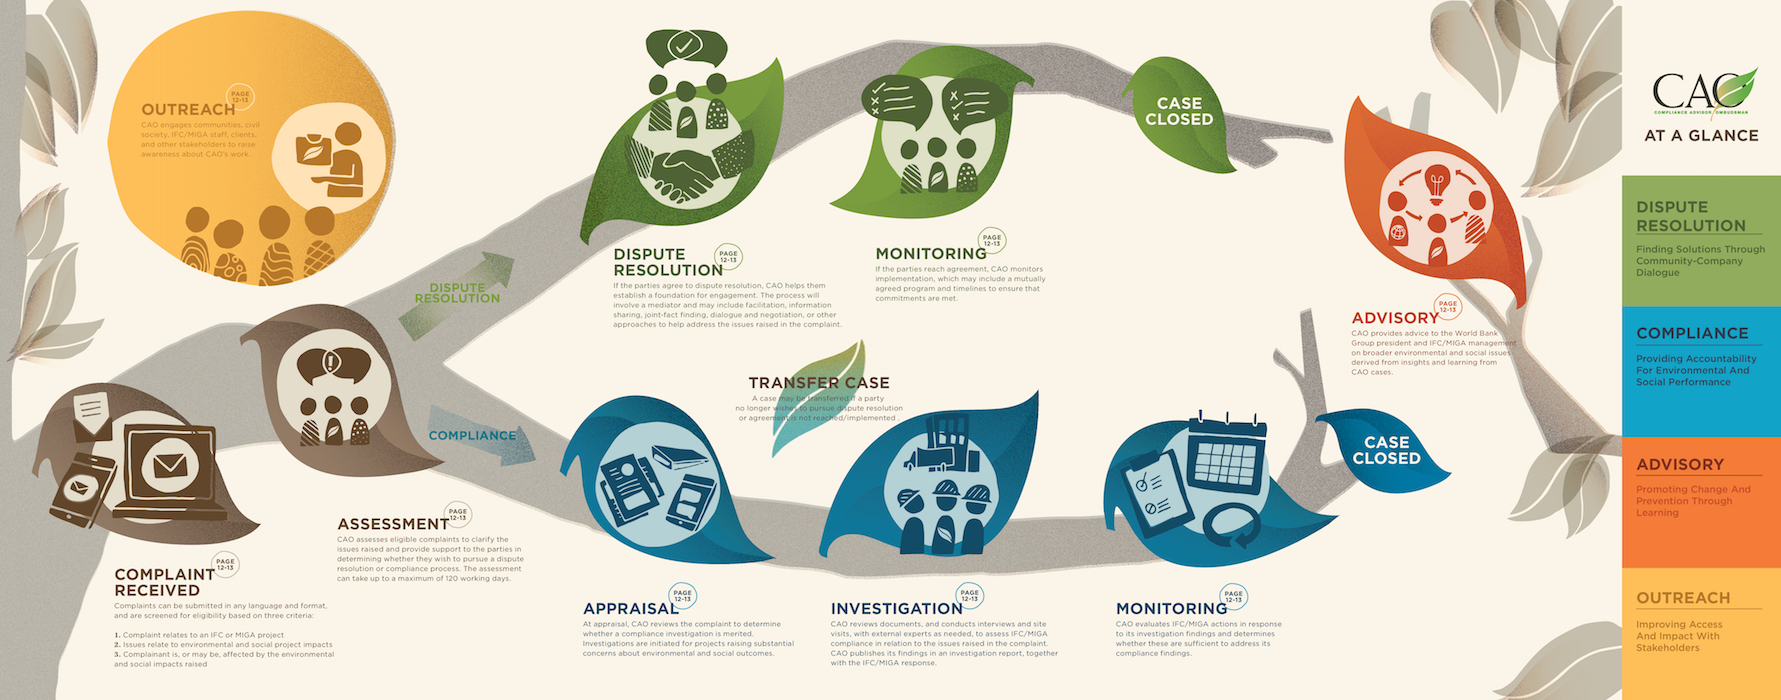 OUTREACH
PAGE
12-13
CAO engages communities, civil
society, IFC/MIGA staff, clients,
and other stakeholders to raise
awareness about CAO's work.
COMPLAINT
RECEIVED
PAGE
12-13
Complaints can be submitted in any language and format,
and are screened for eligibility based on three criteria:
1. Complaint relates to an IFC or MIGA project
2. Issues relate to environmental and social project impacts
3. Complainant is, or may be, affected by the environmental
and social impacts raised
ASSESSMENT
PAGE
12-13
CAO assesses eligible complaints to clarify the
issues raised and provide support to the parties in
determining whether they wish to pursue a dispute
resolution or compliance process. The assessment
can take up to a maximum of 120 working days.
DISPUTE
RESOLUTION
COMPLIANCE
DISPUTE
RESOLUTION
PAGE
12-13
If the parties agree to dispute resolution, CAO helps them
establish a foundation for engagement. The process will
involve a mediator and may include facilitation, information
sharing, joint-fact finding, dialogue and negotiation, or other
approaches to help address the issues raised in the complaint.
MONITORING
PAGE
12-13
If the parties reach agreement, CAO monitors
implementation, which may include a mutually
agreed program and timelines to ensure that
commitments are met.
CASE
CLOSED
TRANSFER CASE
A case may be transferred if a party
no longer wishes to pursue dispute resolution
or agreement is not reached/implemented
APPRAISAL
PAGE
12-13
At appraisal, CAO reviews the complaint to determine
whether a compliance investigation is merited.
Investigations are initiated for projects raising substantial
concerns about environmental and social outcomes.
INVESTIGATION
PAGE
12-13
CAO reviews documents, and conducts interviews and site
visits, with external experts as needed, to assess IFC/MIGA
compliance in relation to the issues raised in the complaint.
CAO publishes its findings in an investigation report, together
with the IFC/MIGA response.
MONITORING
PAGE
12-13
CAO evaluates IFC/MIGA actions in response
to its investigation findings and determines
whether these are sufficient to address its
compliance findings.
CASE
CLOSED
ADVISORY
PAGE
12-13
CAO provides advice to the World Bank
Group president and IFC/MIGA management
on broader environmental and social issues
derived from insights and learning from
CAO cases.
CAO
COMPLIANCE ADVISOR OMBUDSMAN
AT A GLANCE
DISPUTE
RESOLUTION
Finding Solutions Through
Community-Company
Dialogue
COMPLIANCE
Providing Accountability
For Environmental And
Social Performance
ADVISORY
Promoting Change And
Prevention Through
Learning
OUTREACH
Improving Access
And Impact With
Stakeholders